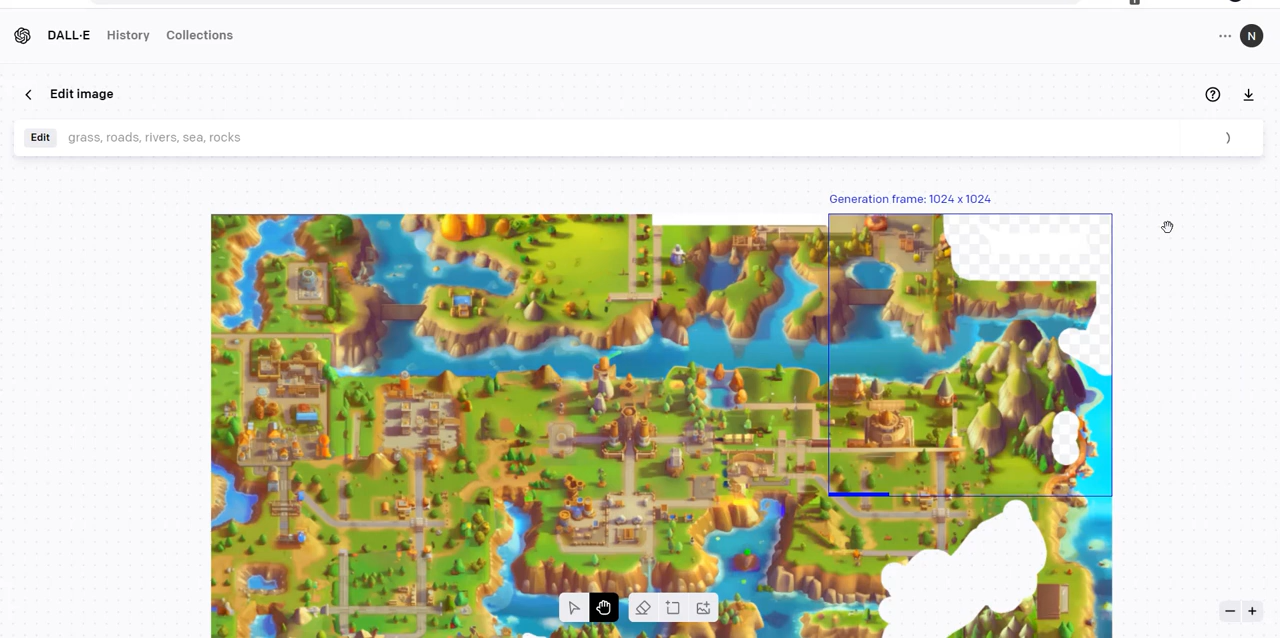 DALL·E History Collections
N
Edit image
Edit grass, roads, rivers, sea, rocks
Generation frame: 1024 x 1024